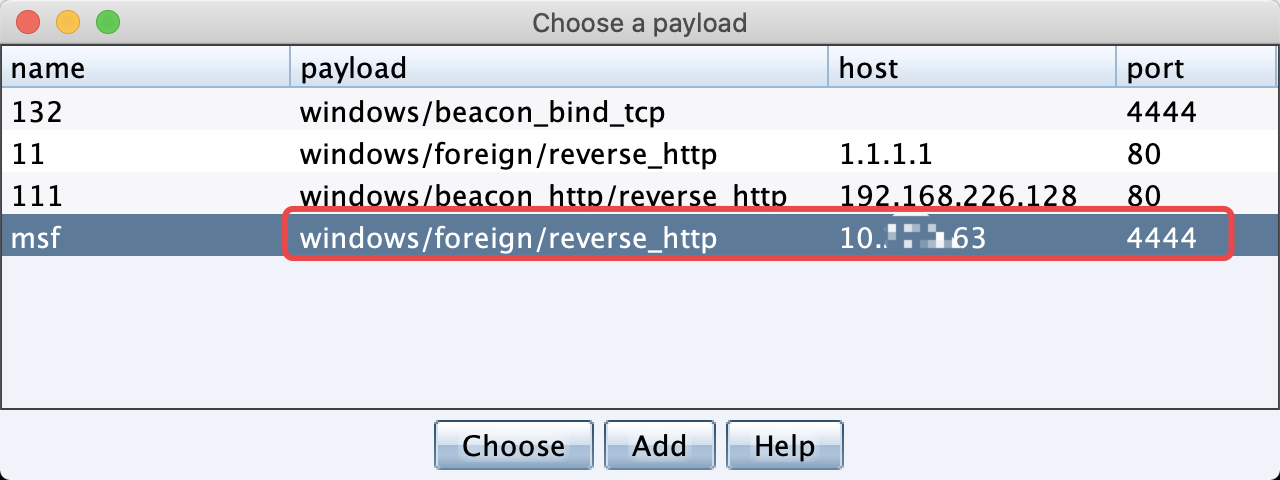 Choose a payload
name payload host port
132 windows/beacon_bind_tcp 4444
11 windows/foreign/reverse_http 1.1.1.1 80
111 windows/beacon_http/reverse_http 192.168.226.128 80
msf windows/foreign/reverse_http 10. 63 4444
Choose Add Help